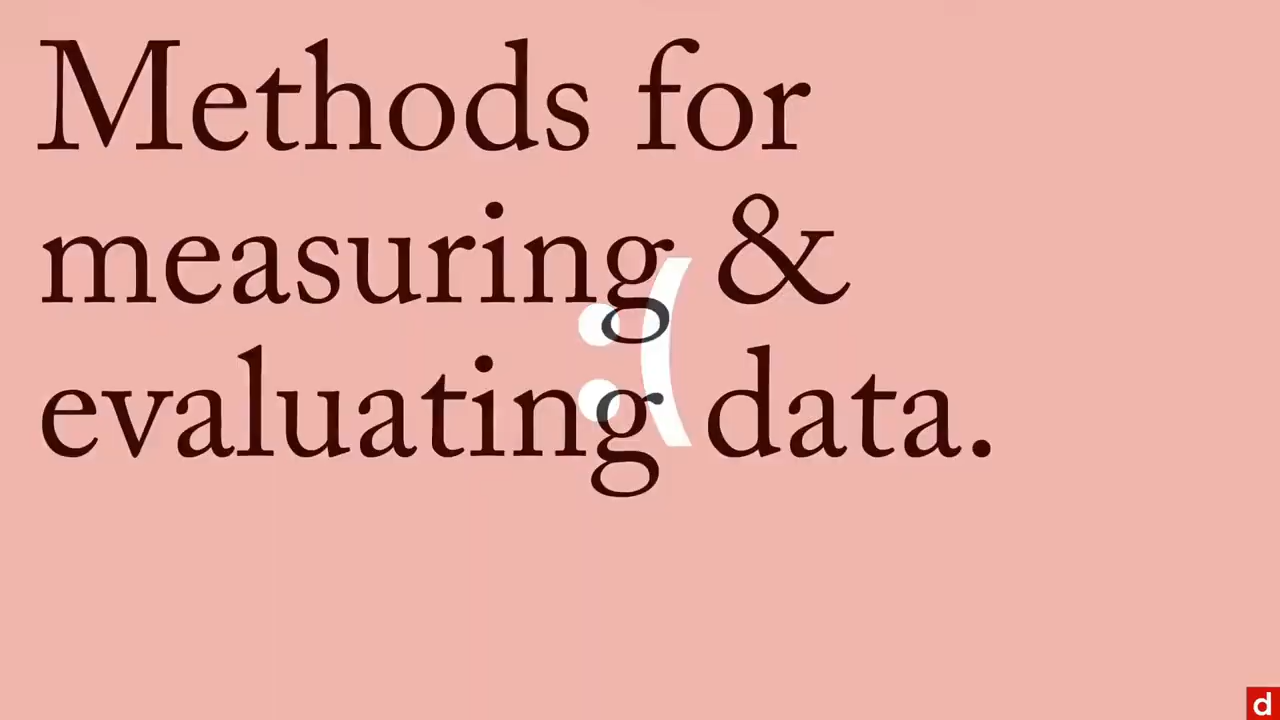 Methods for
measuring &
evaluating data.
:(
d